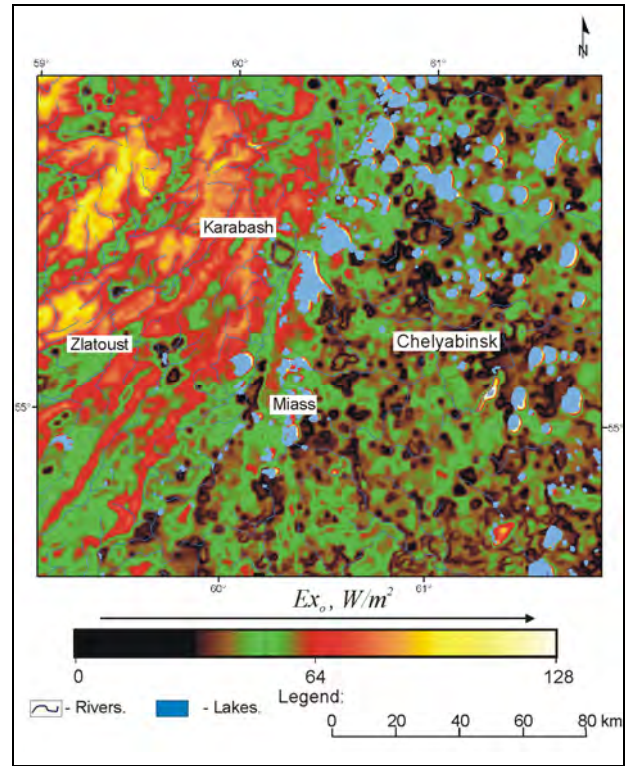 59° 60° 61°
N
Karabash
Zlatoust
Chelyabinsk
55°
Miass
55°
60° 61°
Exₒ, W/m²
0 64 128
Legend:
- Rivers. - Lakes.
0 20 40 60 80 km